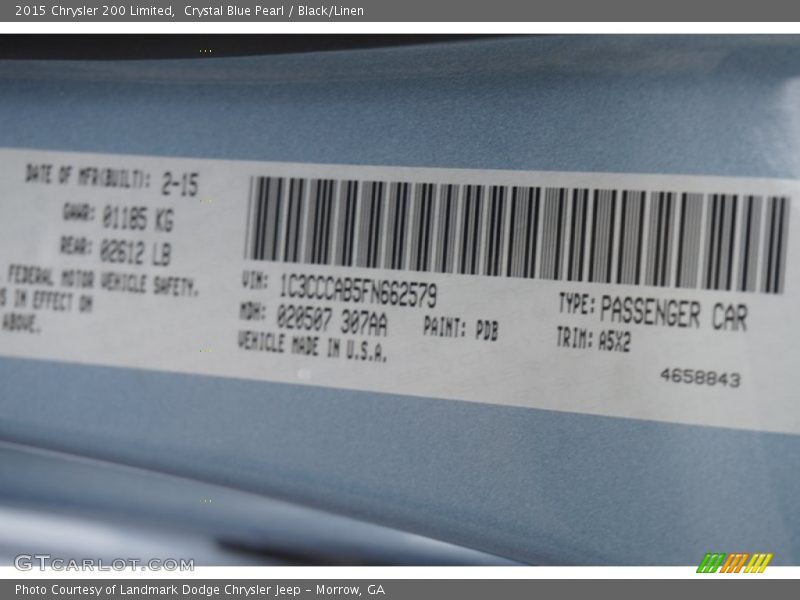 2015 Chrysler 200 Limited,  Crystal Blue Pearl / Black/Linen
DATE OF MFR(BUILT): 2-15
GAWR: 01185 KG
REAR: 02612 LB
FEDERAL MOTOR VEHICLE SAFETY.
S IN EFFECT ON
ABOVE.
VIN: 1C3CCCAB5FN662579
MDH: 020507 307AA
PAINT: PDB
VEHICLE MADE IN U.S.A.
TYPE: PASSENGER CAR
TRIM: A5X2
4658843
GTCARLOT.COM
Photo Courtesy of Landmark Dodge Chrysler Jeep – Morrow, GA